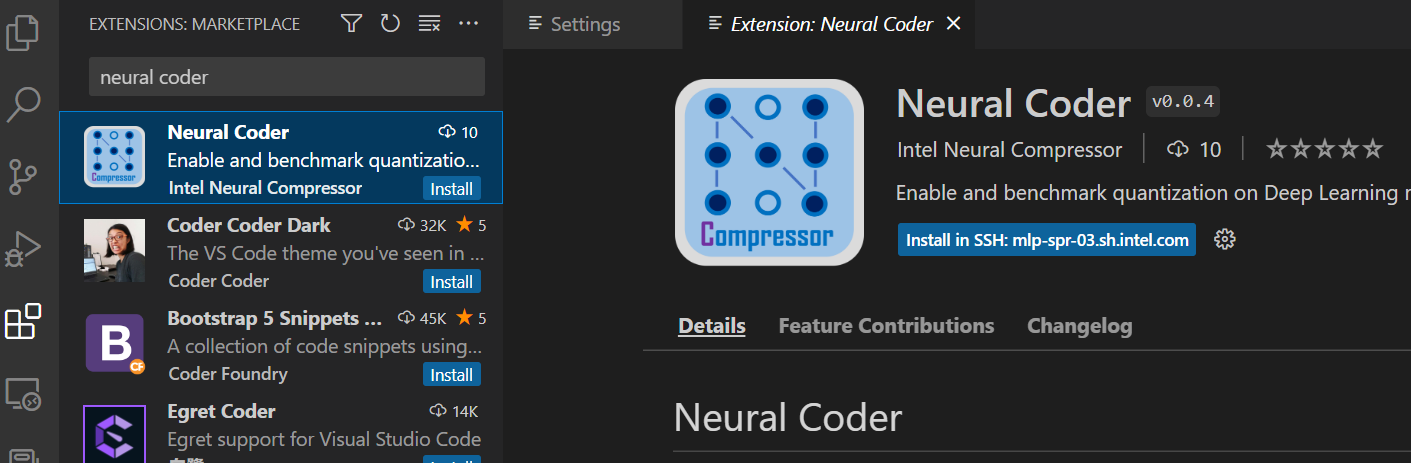 EXTENSIONS: MARKETPLACE
neural coder
Neural Coder 10
Enable and benchmark quantizatio...
Intel Neural Compressor Install
Coder Coder Dark 32K 5
The VS Code theme you've seen in ...
Coder Coder Install
Bootstrap 5 Snippets ... 45K 5
A collection of code snippets using...
Coder Foundry Install
Egret Coder 14K
Egret support for Visual Studio Code
Settings
Extension: Neural Coder
Compressor
Neural Coder v0.0.4
Intel Neural Compressor 10
Enable and benchmark quantization on Deep Learning
Install in SSH: mlp-spr-03.sh.intel.com
Details Feature Contributions Changelog
Neural Coder